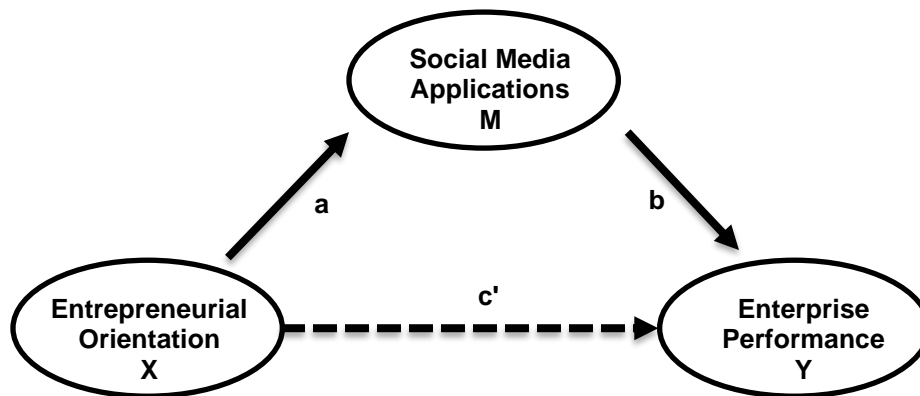 Social Media
Applications
M
a
b
c'
Entrepreneurial
Orientation
X
Enterprise
Performance
Y